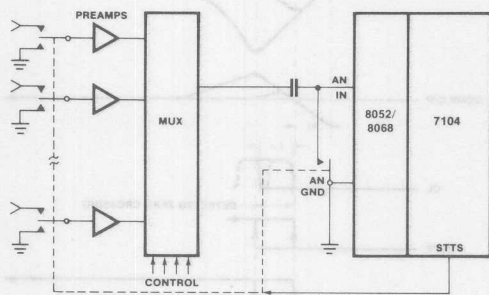 PREAMPS
MUX
AN
IN
8052/
8068
7104
AN
GND
STTS
CONTROL